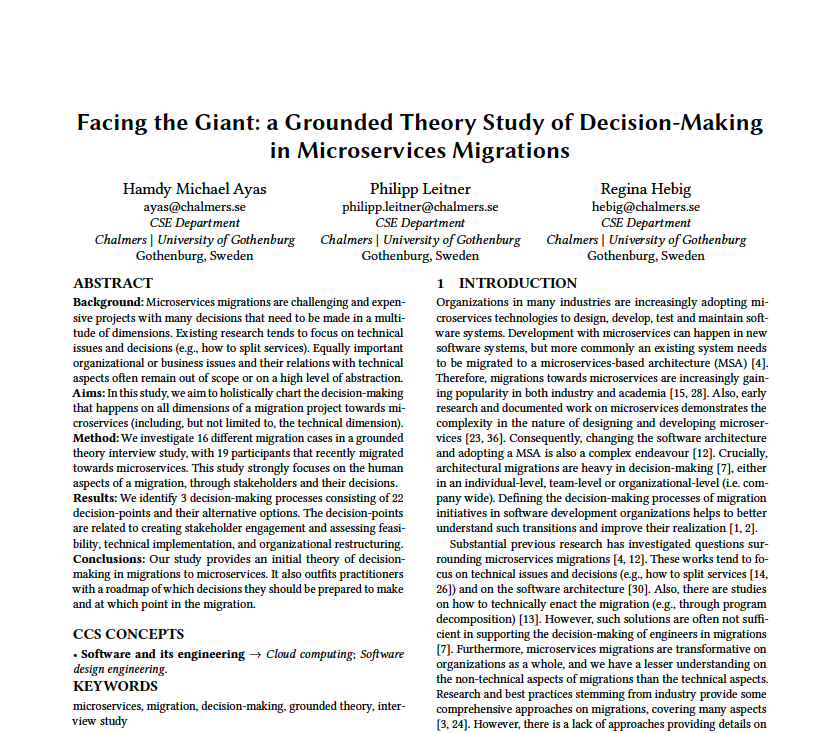 Facing the Giant: a Grounded Theory Study of Decision-Making
in Microservices Migrations
Hamdy Michael Ayas
ayas@chalmers.se
CSE Department
Chalmers | University of Gothenburg
Gothenburg, Sweden
Philipp Leitner
philipp.leitner@chalmers.se
CSE Department
Chalmers | University of Gothenburg
Gothenburg, Sweden
Regina Hebig
hebig@chalmers.se
CSE Department
Chalmers | University of Gothenburg
Gothenburg, Sweden
ABSTRACT
Background: Microservices migrations are challenging and expen-
sive projects with many decisions that need to be made in a multi-
tude of dimensions. Existing research tends to focus on technical
issues and decisions (e.g., how to split services). Equally important
organizational or business issues and their relations with technical
aspects often remain out of scope or on a high level of abstraction.
Aims: In this study, we aim to holistically chart the decision-making
that happens on all dimensions of a migration project towards mi-
croservices (including, but not limited to, the technical dimension).
Method: We investigate 16 different migration cases in a grounded
theory interview study, with 19 participants that recently migrated
towards microservices. This study strongly focuses on the human
aspects of a migration, through stakeholders and their decisions.
Results: We identify 3 decision-making processes consisting of 22
decision-points and their alternative options. The decision-points
are related to creating stakeholder engagement and assessing feasi-
bility, technical implementation, and organizational restructuring.
Conclusions: Our study provides an initial theory of decision-
making in migrations to microservices. It also outfits practitioners
with a roadmap of which decisions they should be prepared to make
and at which point in the migration.
CCS CONCEPTS
• Software and its engineering → Cloud computing; Software
design engineering.
KEYWORDS
microservices, migration, decision-making, grounded theory, inter-
view study
1 INTRODUCTION
Organizations in many industries are increasingly adopting mi-
croservices technologies to design, develop, test and maintain soft-
ware systems. Development with microservices can happen in new
software systems, but more commonly an existing system needs
to be migrated to a microservices-based architecture (MSA) [4].
Therefore, migrations towards microservices are increasingly gain-
ing popularity in both industry and academia [15, 28]. Also, early
research and documented work on microservices demonstrates the
complexity in the nature of designing and developing microser-
vices [23, 36]. Consequently, changing the software architecture
and adopting a MSA is also a complex endeavour [12]. Crucially,
architectural migrations are heavy in decision-making [7], either
in an individual-level, team-level or organizational-level (i.e. com-
pany wide). Defining the decision-making processes of migration
initiatives in software development organizations helps to better
understand such transitions and improve their realization [1, 2].
Substantial previous research has investigated questions sur-
rounding microservices migrations [4, 12]. These works tend to fo-
cus on technical issues and decisions (e.g., how to split services [14,
26]) and on the software architecture [30]. Also, there are studies
on how to technically enact the migration (e.g., through program
decomposition) [13]. However, such solutions are often not suffi-
cient in supporting the decision-making of engineers in migrations
[7]. Furthermore, microservices migrations are transformative on
organizations as a whole, and we have a lesser understanding on
the non-technical aspects of migrations than the technical aspects.
Research and best practices stemming from industry provide some
comprehensive approaches on migrations, covering many aspects
[3, 24]. However, there is a lack of approaches providing details on